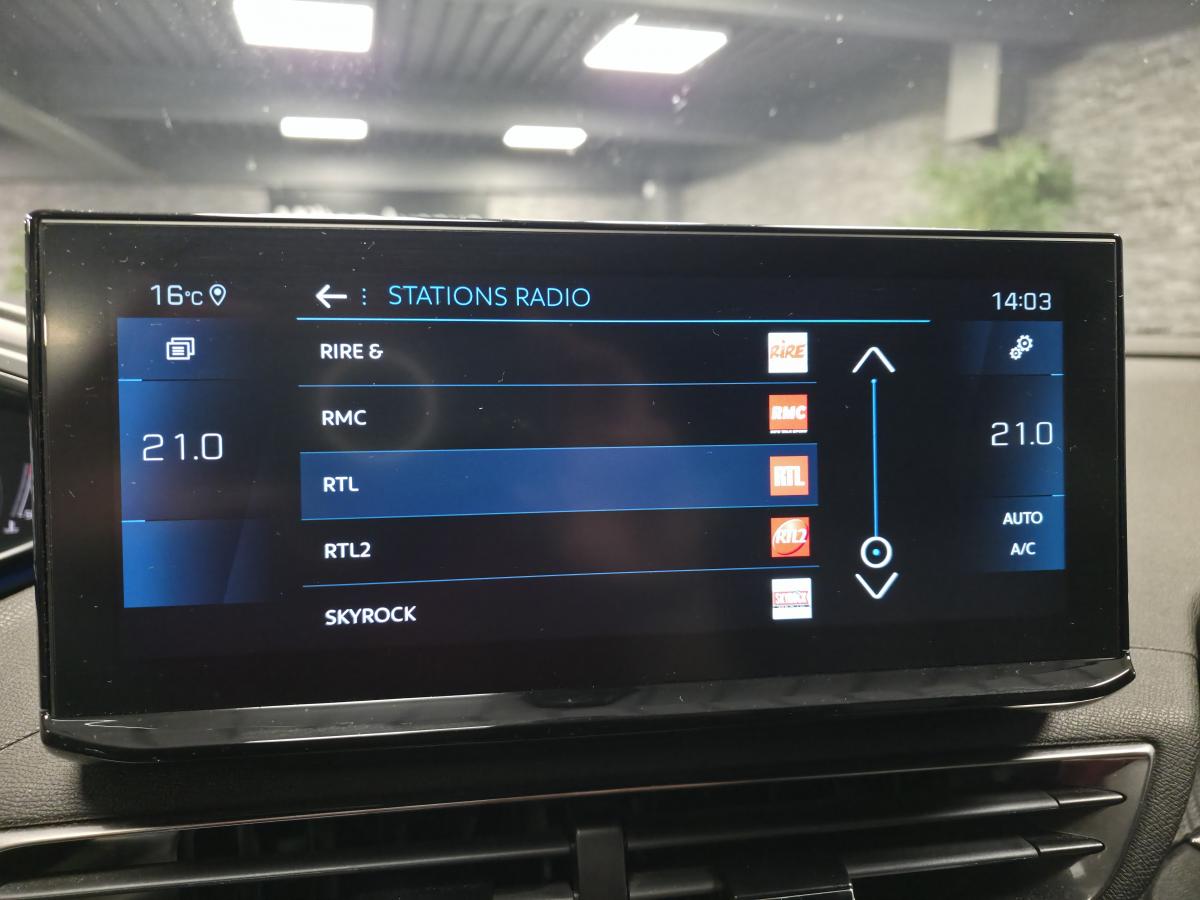 16°C
STATIONS RADIO
14:03
RIRE &
RIRE
RMC
RMC
21.0
21.0
RTL
RTL
AUTO
RTL2
RTL2
A/C
SKYROCK
SKYROCK